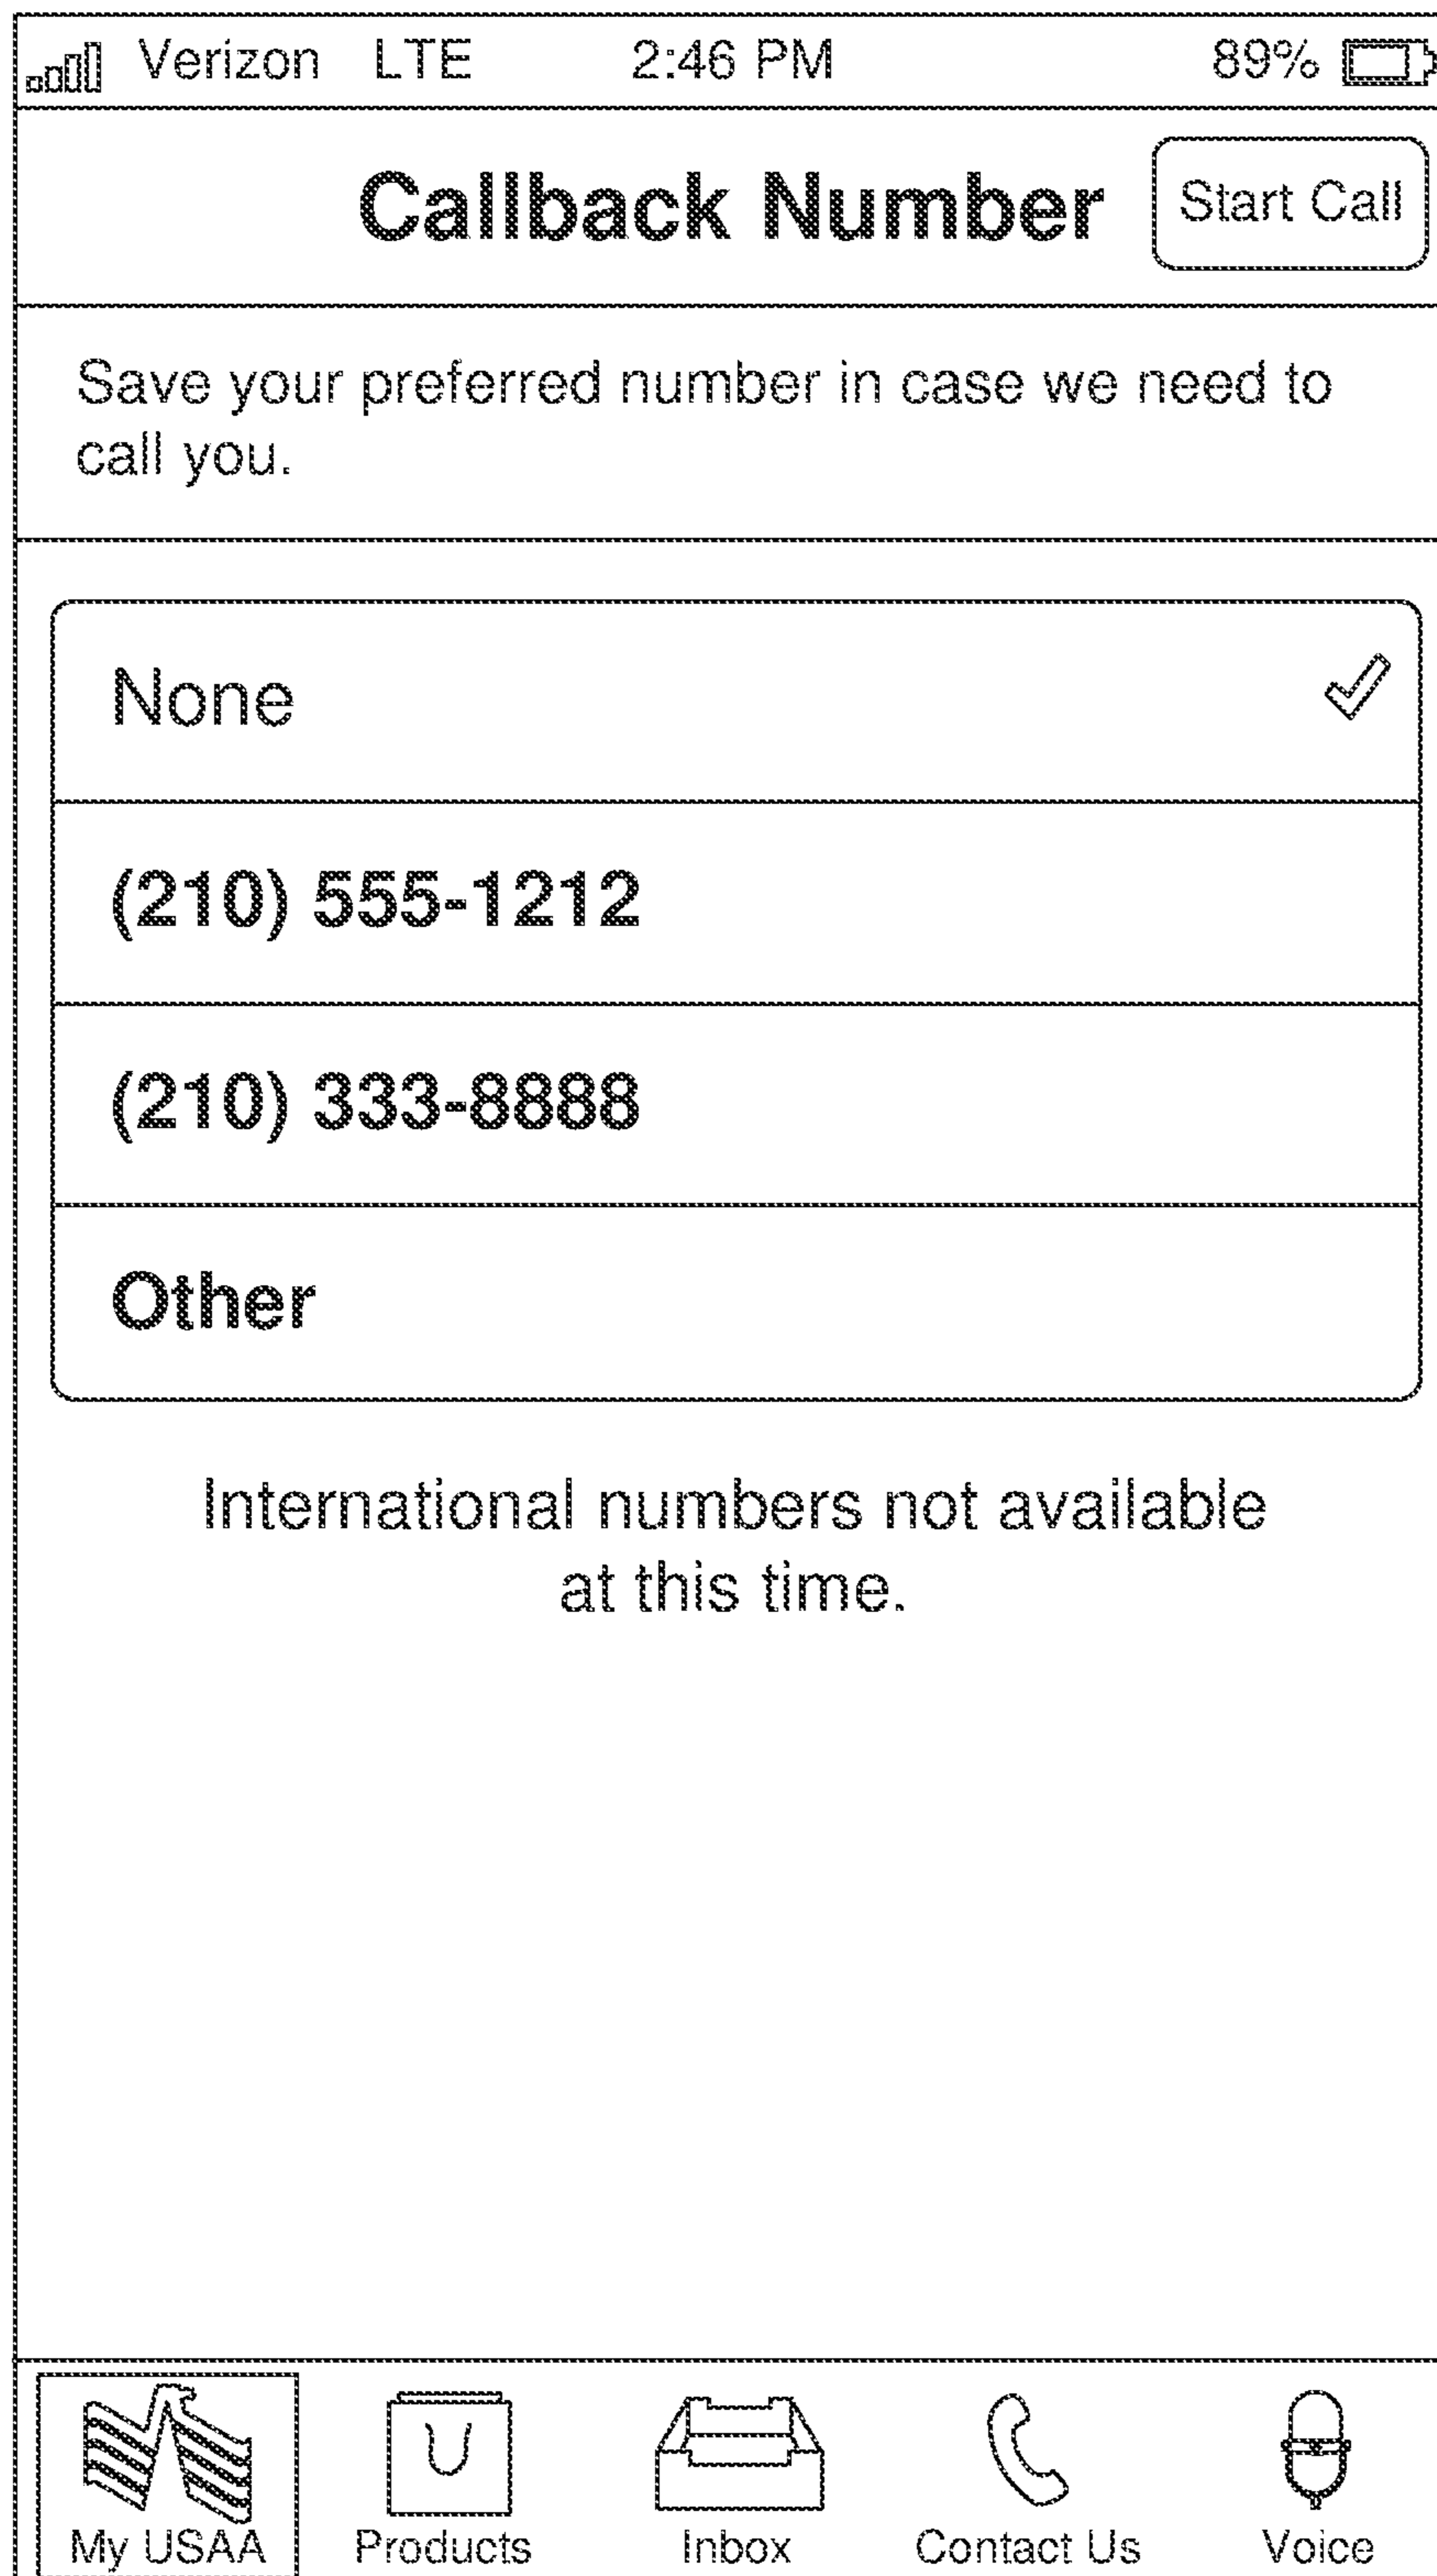 Verizon LTE 2:46 PM 89%
Callback Number Start Call
Save your preferred number in case we need to
call you.
None
(210) 555-1212
(210) 333-8888
Other
International numbers not available
at this time.
My USAA Products Inbox Contact Us Voice